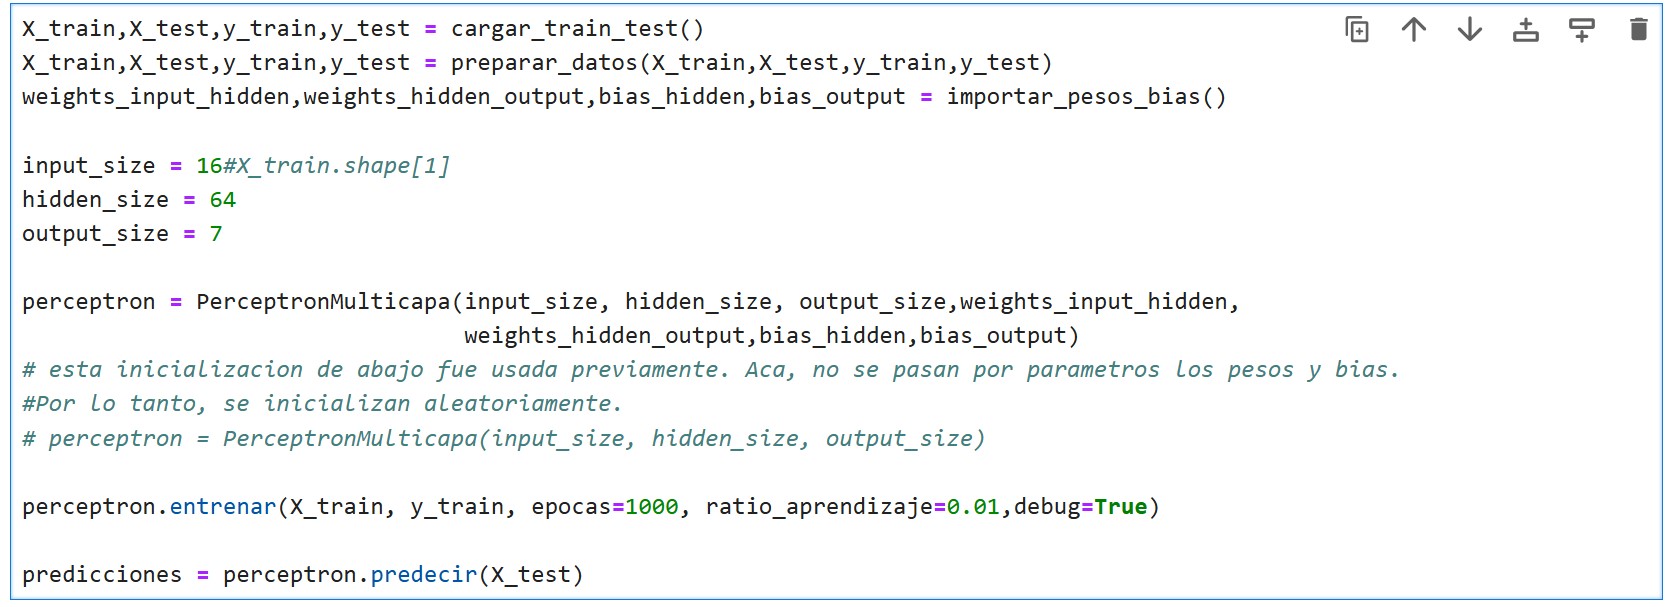 X_train,X_test,y_train,y_test = cargar_train_test()
X_train,X_test,y_train,y_test = preparar_datos(X_train,X_test,y_train,y_test)
weights_input_hidden,weights_hidden_output,bias_hidden,bias_output = importar_pesos_bias()
input_size = 16#X_train.shape[1]
hidden_size = 64
output_size = 7
perceptron = PerceptronMulticapa(input_size, hidden_size, output_size,weights_input_hidden,
weights_hidden_output,bias_hidden,bias_output)
# esta inicializacion de abajo fue usada previamente. Aca, no se pasan por parametros los pesos y bias.
#Por lo tanto, se inicializan aleatoriamente.
# perceptron = PerceptronMulticapa(input_size, hidden_size, output_size)
perceptron.entrenar(X_train, y_train, epocas=1000, ratio_aprendizaje=0.01,debug=True)
predicciones = perceptron.predecir(X_test)